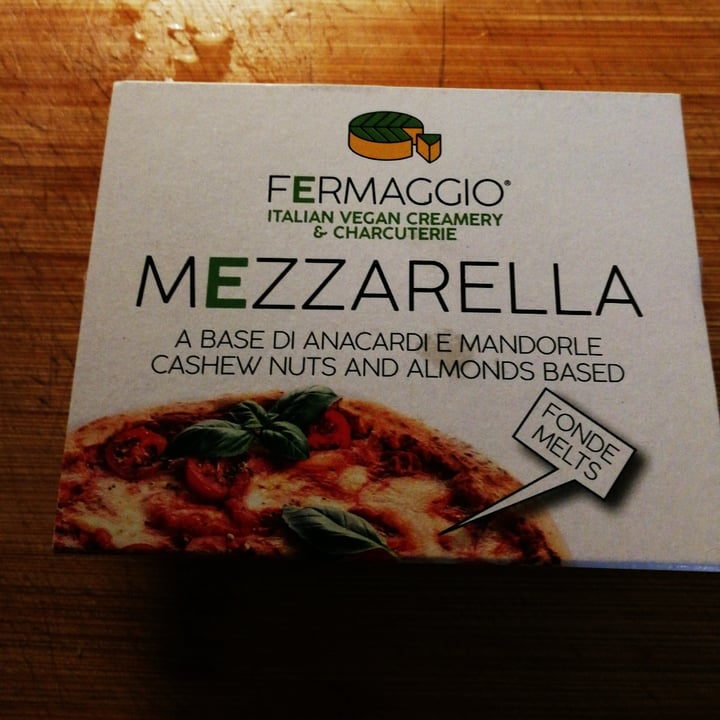 FERMAGGIO®
ITALIAN VEGAN CREAMERY
& CHARCUTERIE
MEZZARELLA
A BASE DI ANACARDI E MANDORLE
CASHEW NUTS AND ALMONDS BASED
FONDE
MELTS